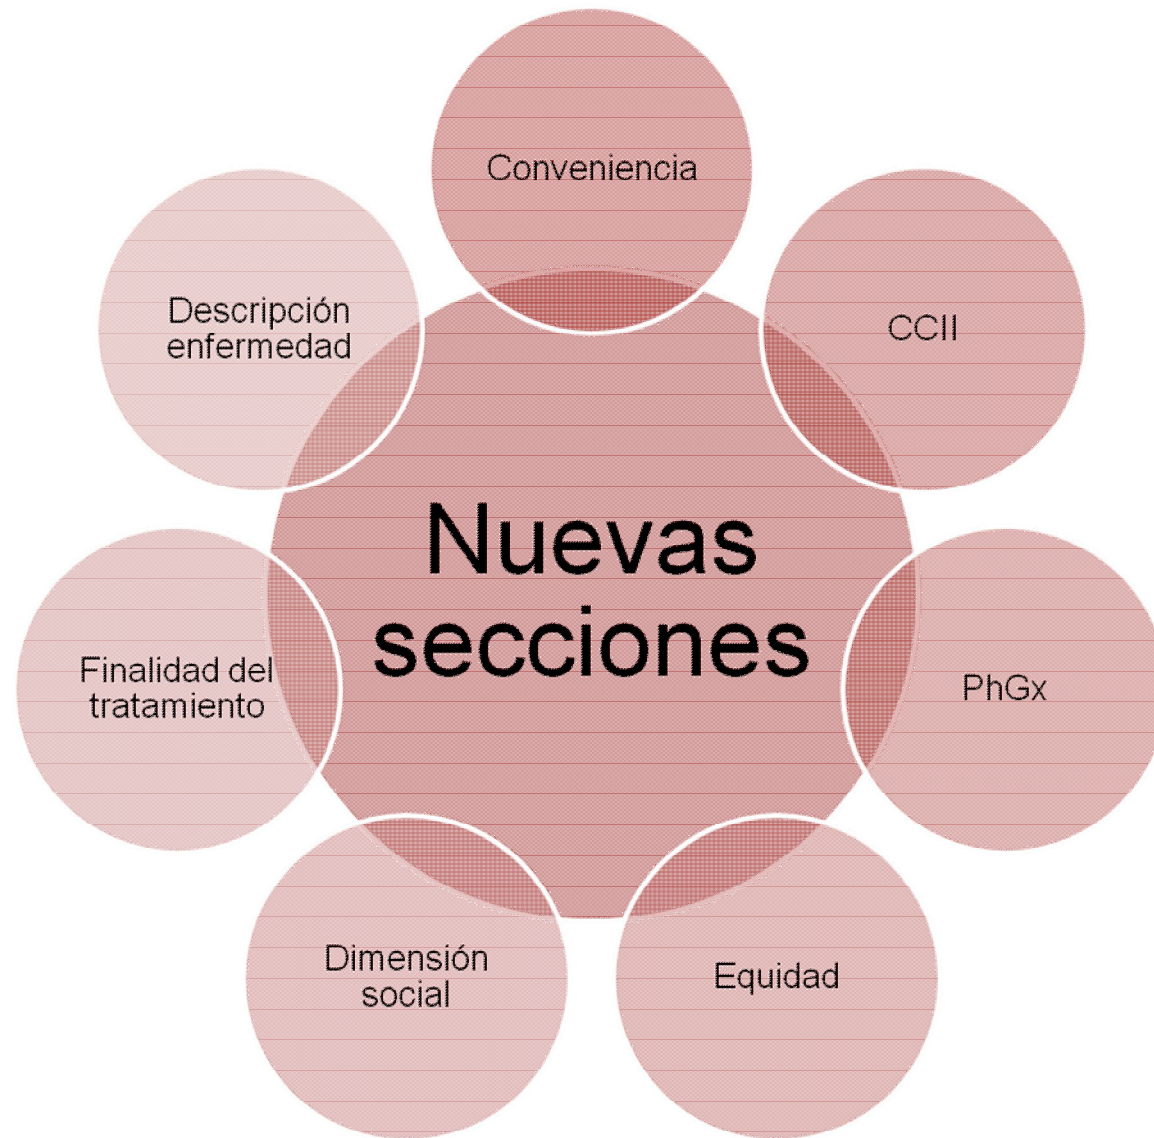 Conveniencia
Descripción
enfermedad
CCII
Nuevas
secciones
Finalidad del
tratamiento
PhGx
Dimensión
social
Equidad